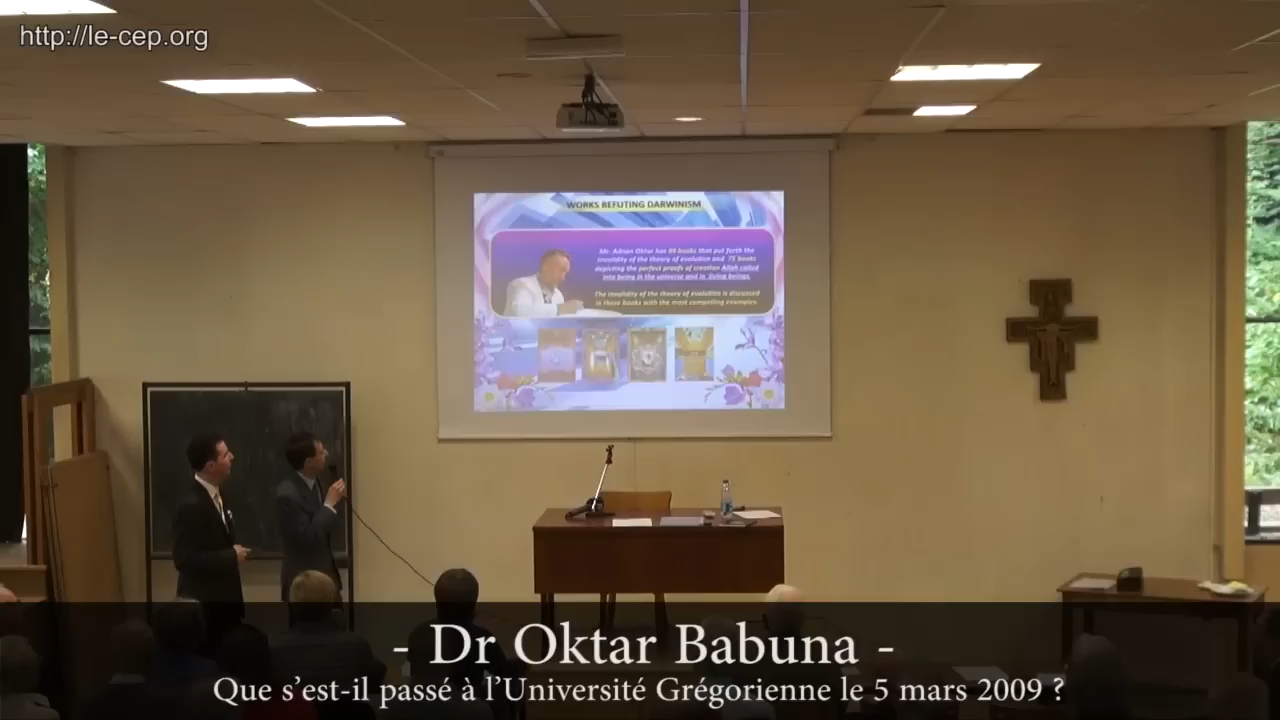 http://le-cep.org
WORKS REFUTING DARWINISM
Mr. Adnan Oktar has 89 books that put forth the
invalidity of the theory of evolution and 75 books
depicting the perfect proofs of creation Allah called
into being in the universe and in living beings.
The invalidity of the theory of evolution is discussed
in these books with the most compelling examples.
- Dr Oktar Babuna -
Que s’est-il passé à l’Université Grégorienne le 5 mars 2009 ?